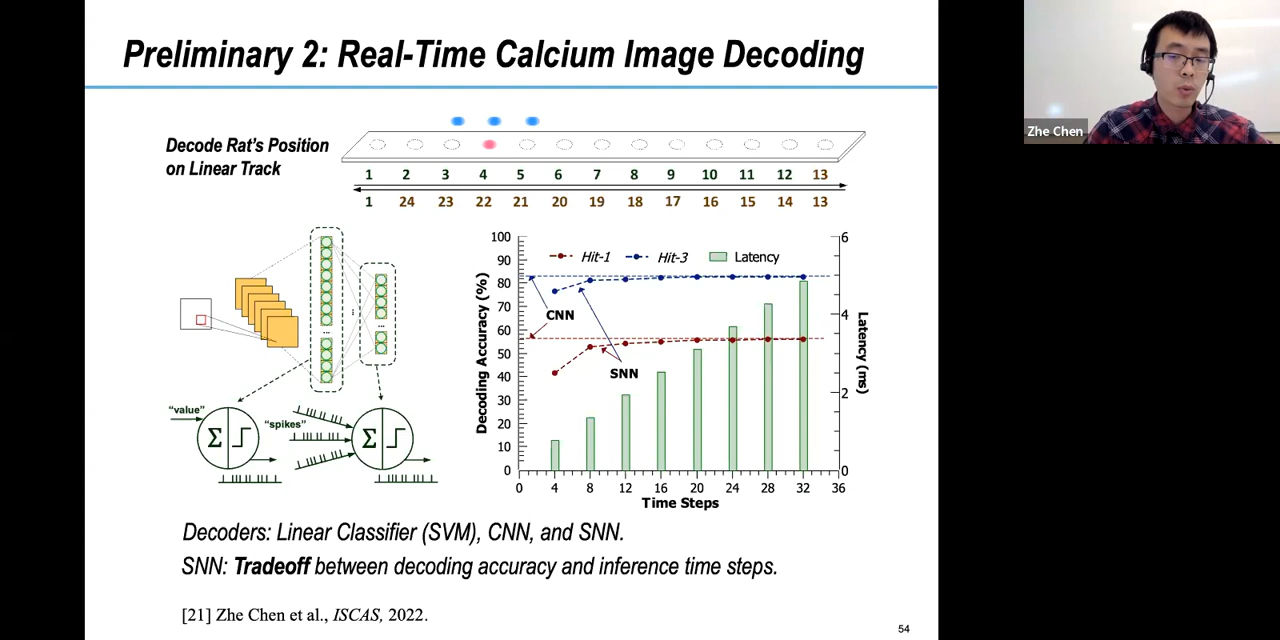 Preliminary 2: Real-Time Calcium Image Decoding
Zhe Chen
Decode Rat's Position
on Linear Track
1 2 3 4 5 6 7 8 9 10 11 12 13
1 24 23 22 21 20 19 18 17 16 15 14 13
"value"
Σ
"spikes"
Σ
...
...
...
Hit-1 Hit-3 Latency
CNN
SNN
Decoding Accuracy (%)
100
90
80
70
60
50
40
30
20
10
0
6
4
2
0
Latency (ms)
0 4 8 12 16 20 24 28 32 36
Time Steps
Decoders: Linear Classifier (SVM), CNN, and SNN.
SNN: Tradeoff between decoding accuracy and inference time steps.
[21] Zhe Chen et al., ISCAS, 2022.
54